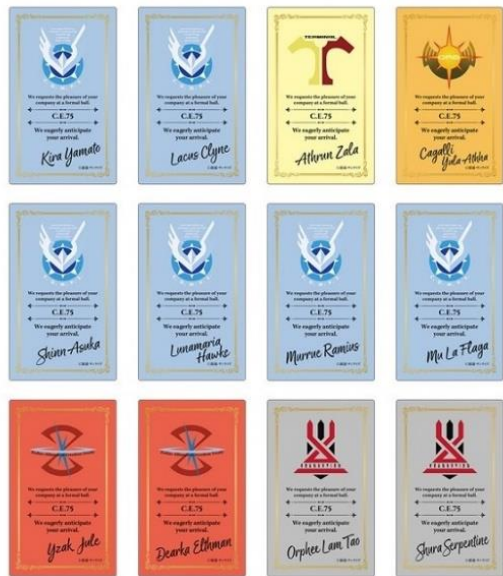 We requests the pleasure of your
company at a formal ball.
C.E.75
We eagerly anticipate
your arrival.
Kira Yamato
We requests the pleasure of your
company at a formal ball.
C.E.75
We eagerly anticipate
your arrival.
Lacus Clyne
TERMINAL
We requests the pleasure of your
company at a formal ball.
C.E.75
We eagerly anticipate
your arrival.
Athrun Zala
We requests the pleasure of your
company at a formal ball.
C.E.75
We eagerly anticipate
your arrival.
Cagalli
Yula Athha
We requests the pleasure of your
company at a formal ball.
C.E.75
We eagerly anticipate
your arrival.
Shinn Asuka
We requests the pleasure of your
company at a formal ball.
C.E.75
We eagerly anticipate
your arrival.
Lunamaria
Hawke
We requests the pleasure of your
company at a formal ball.
C.E.75
We eagerly anticipate
your arrival.
Murrue Ramius
We requests the pleasure of your
company at a formal ball.
C.E.75
We eagerly anticipate
your arrival.
Mu La Flaga
We requests the pleasure of your
company at a formal ball.
C.E.75
We eagerly anticipate
your arrival.
Yzak Jule
We requests the pleasure of your
company at a formal ball.
C.E.75
We eagerly anticipate
your arrival.
Dearka Elthman
We requests the pleasure of your
company at a formal ball.
C.E.75
We eagerly anticipate
your arrival.
Orphee Lam Tao
We requests the pleasure of your
company at a formal ball.
C.E.75
We eagerly anticipate
your arrival.
Shura Serpentine